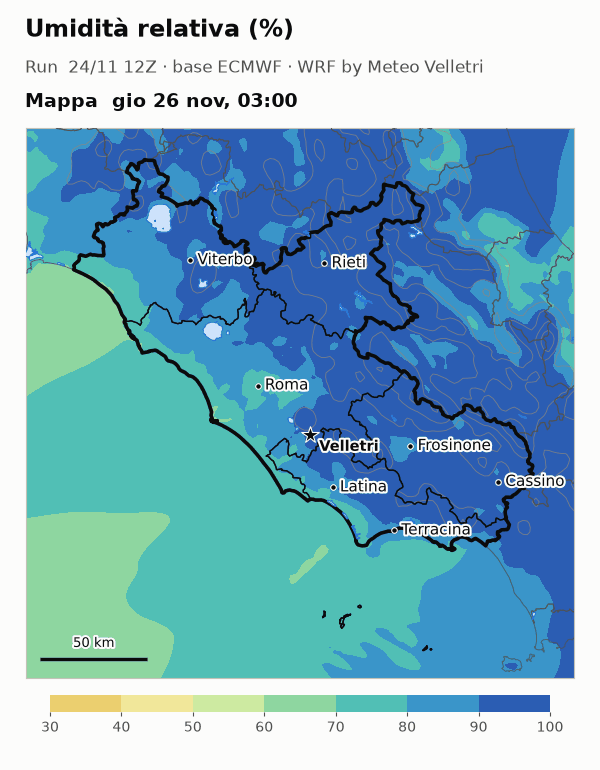 Umidità relativa (%)
Run  24/11 12Z · base ECMWF · WRF by Meteo Velletri
Mappa  gio 26 nov, 03:00
Viterbo
Rieti
Roma
Velletri
Frosinone
Latina
Cassino
Terracina
50 km
30 40 50 60 70 80 90 100